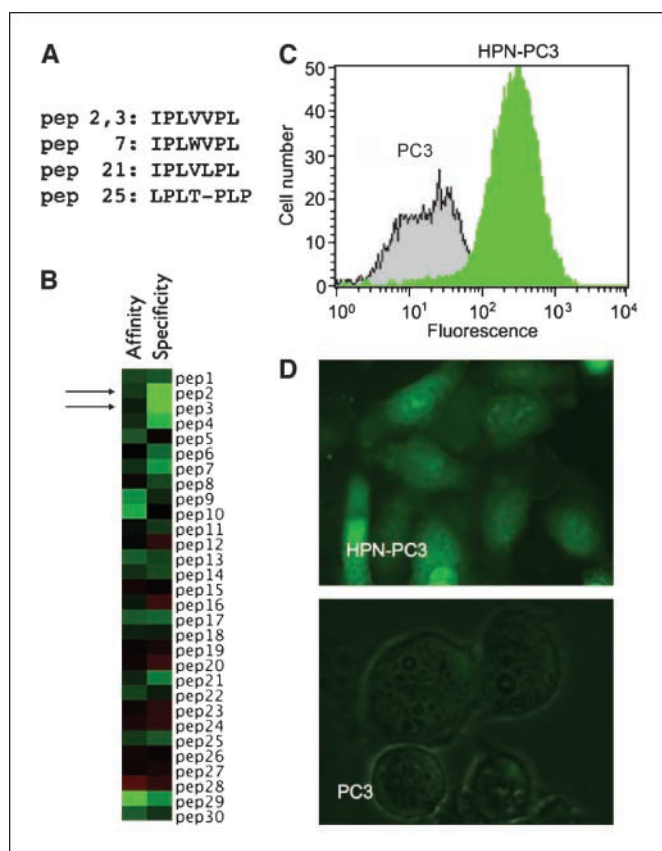 A
pep 2,3: IPLVVPL
pep 7: IPLWVPL
pep 21: IPLVLPL
pep 25: LPLT-PLP
B
Affinity
Specificity
pep1
pep2
pep3
pep4
pep5
pep6
pep7
pep8
pep9
pep10
pep11
pep12
pep13
pep14
pep15
pep16
pep17
pep18
pep19
pep20
pep21
pep22
pep23
pep24
pep25
pep26
pep27
pep28
pep29
pep30
C
HPN-PC3
PC3
Cell number
50
40
30
20
10
0
10⁰ 10¹ 10² 10³ 10⁴
Fluorescence
D
HPN-PC3
PC3